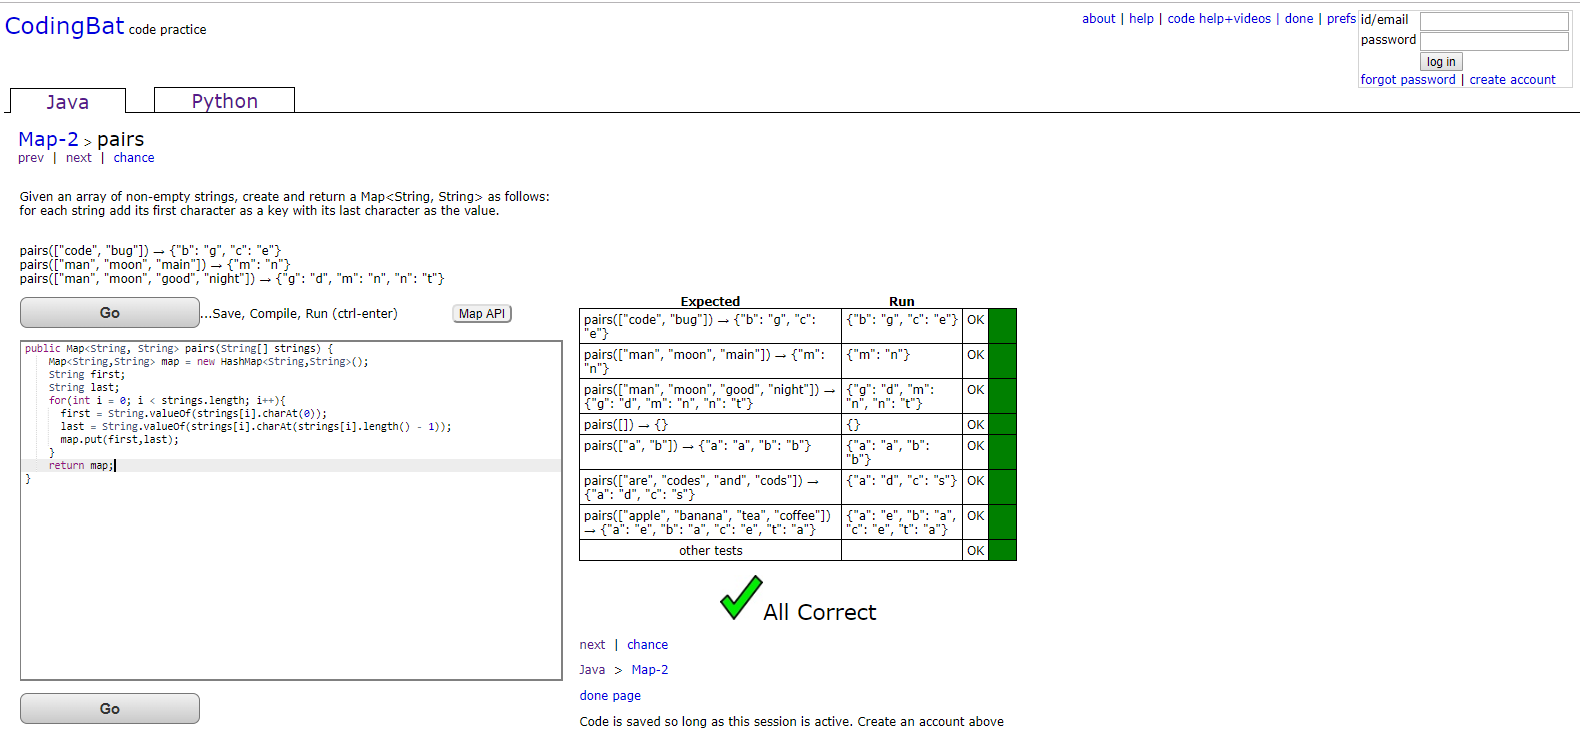 CodingBat code practice
about | help | code help+videos | done | prefs
id/email
password
log in
forgot password | create account
Java
Python
Map-2 > pairs
prev | next | chance
Given an array of non-empty strings, create and return a Map<String, String> as follows:
for each string add its first character as a key with its last character as the value.
pairs(["code", "bug"]) → {"b": "g", "c": "e"}
pairs(["man", "moon", "main"]) → {"m": "n"}
pairs(["man", "moon", "good", "night"]) → {"g": "d", "m": "n", "n": "t"}
Go
...Save, Compile, Run (ctrl-enter)
Map API
public Map<String, String> pairs(String[] strings) {
    Map<String,String> map = new HashMap<String,String>();
    String first;
    String last;
    for(int i = 0; i < strings.length; i++){
      first = String.valueOf(strings[i].charAt(0));
      last = String.valueOf(strings[i].charAt(strings[i].length() - 1));
      map.put(first,last);
    }
    return map;
}
Go
Expected Run
pairs(["code", "bug"]) → {"b": "g", "c": {"b": "g", "c": "e"} OK
"e"}
pairs(["man", "moon", "main"]) → {"m": {"m": "n"} OK
"n"}
pairs(["man", "moon", "good", "night"]) → {"g": "d", "m": OK
{"g": "d", "m": "n", "n": "t"} "n", "n": "t"}
pairs([]) → {} {} OK
pairs(["a", "b"]) → {"a": "a", "b": "b"} {"a": "a", "b": OK
"b"}
pairs(["are", "codes", "and", "cods"]) → {"a": "d", "c": "s"} OK
{"a": "d", "c": "s"}
pairs(["apple", "banana", "tea", "coffee"]) {"a": "e", "b": "a", OK
→ {"a": "e", "b": "a", "c": "e", "t": "a"} "c": "e", "t": "a"}
other tests OK
All Correct
next | chance
Java > Map-2
done page
Code is saved so long as this session is active. Create an account above